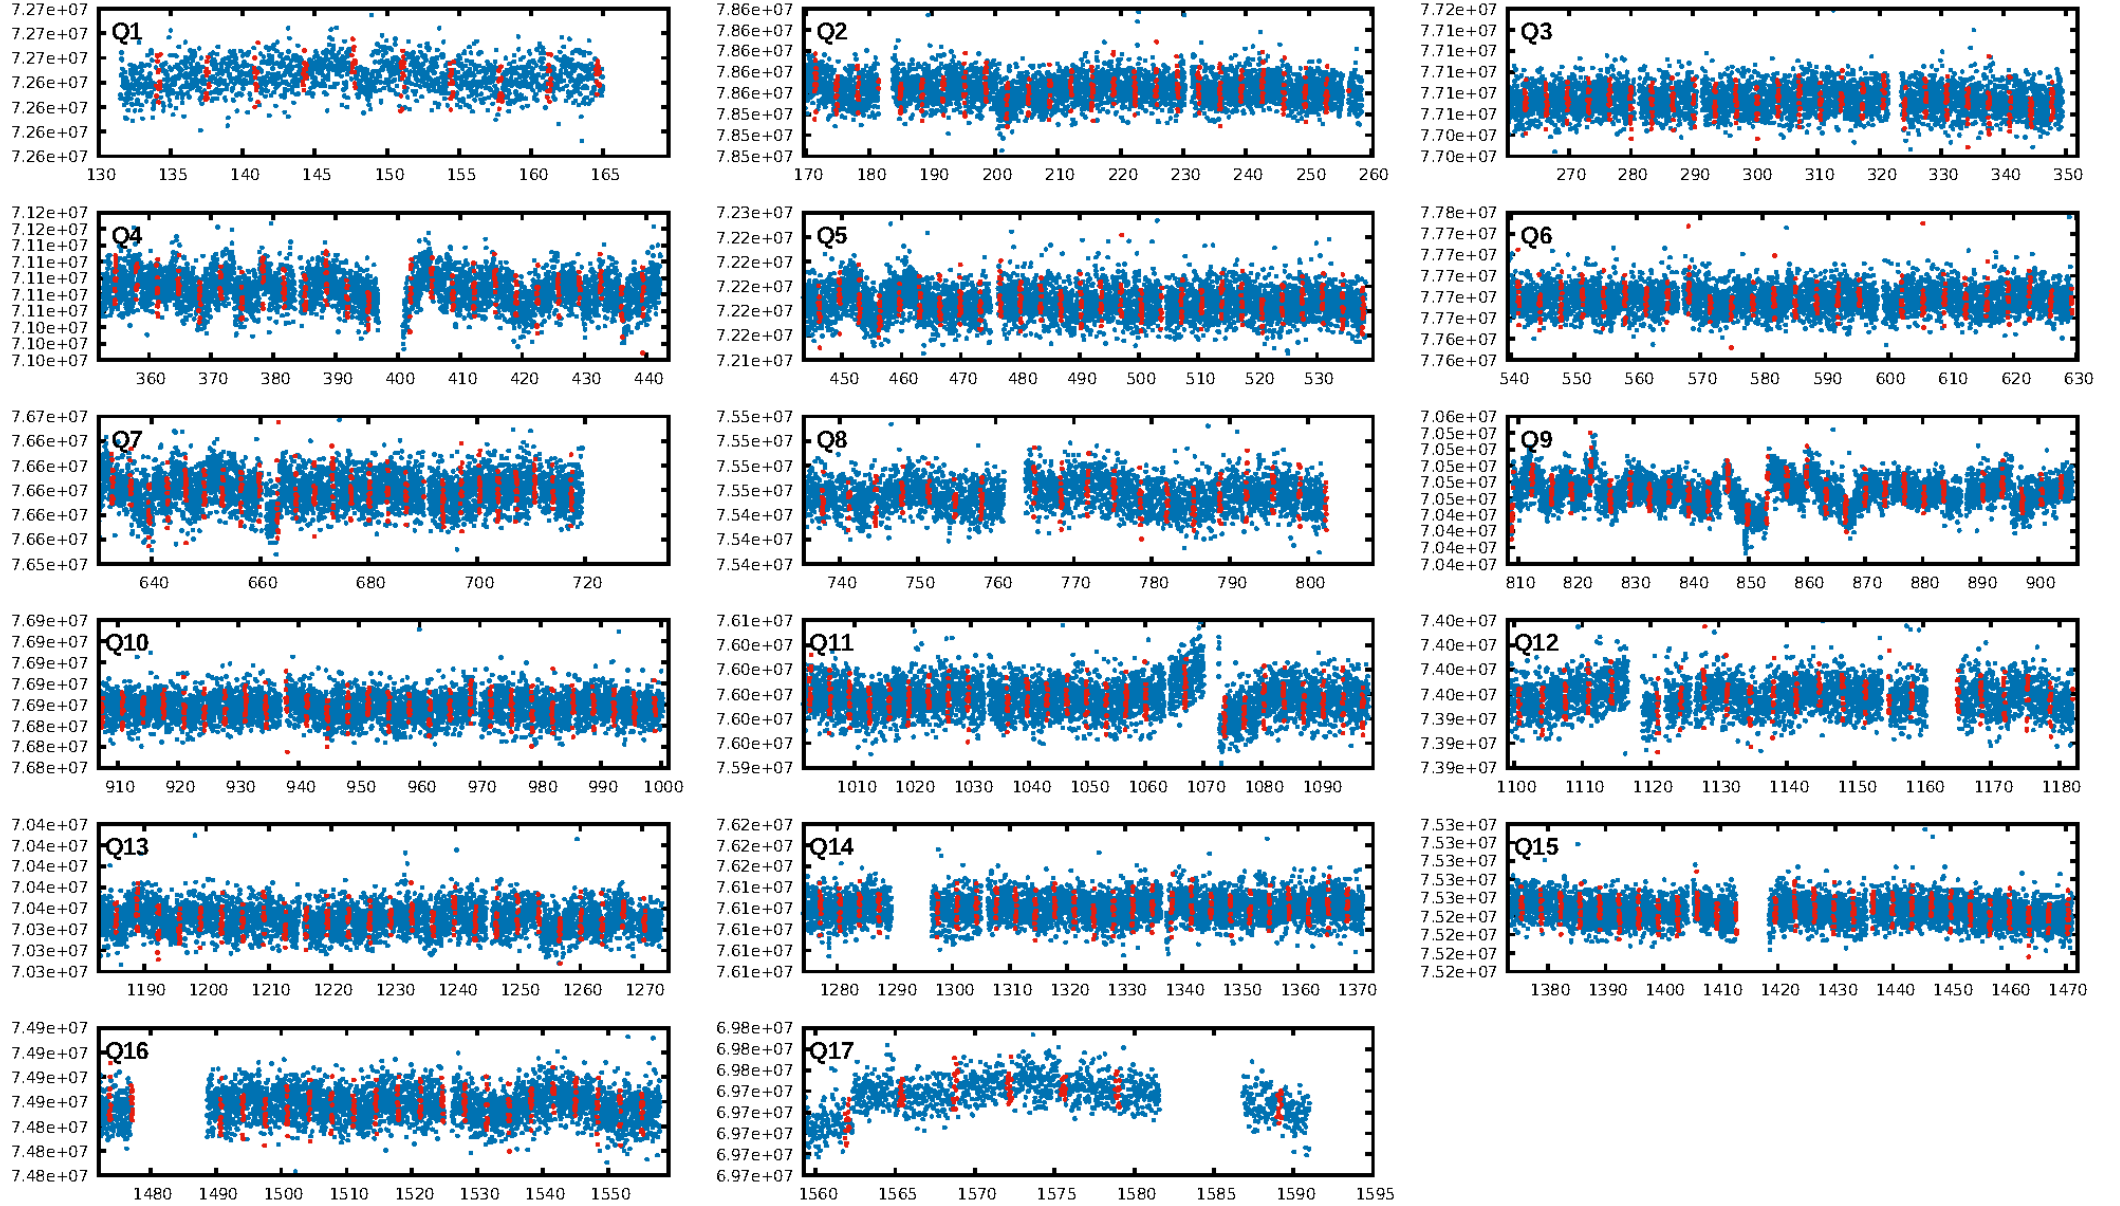 7.27e+07 7.27e+07 7.27e+07 7.26e+07 7.26e+07 7.26e+07 7.26e+07
Q1
130 135 140 145 150 155 160 165
7.86e+07 7.86e+07 7.86e+07 7.86e+07 7.86e+07 7.85e+07 7.85e+07 7.85e+07
Q2
170 180 190 200 210 220 230 240 250 260
7.72e+07 7.71e+07 7.71e+07 7.71e+07 7.71e+07 7.71e+07 7.70e+07 7.70e+07
Q3
270 280 290 300 310 320 330 340 350
7.12e+07 7.11e+07 7.11e+07 7.11e+07 7.11e+07 7.11e+07 7.11e+07 7.10e+07 7.10e+07 7.10e+07
Q4
360 370 380 390 400 410 420 430 440
7.23e+07 7.22e+07 7.22e+07 7.22e+07 7.22e+07 7.22e+07 7.21e+07
Q5
450 460 470 480 490 500 510 520 530
7.78e+07 7.77e+07 7.77e+07 7.77e+07 7.77e+07 7.77e+07 7.76e+07 7.76e+07
Q6
540 550 560 570 580 590 600 610 620 630
7.67e+07 7.66e+07 7.66e+07 7.66e+07 7.66e+07 7.66e+07 7.65e+07
Q7
640 660 680 700 720
7.55e+07 7.55e+07 7.55e+07 7.55e+07 7.54e+07 7.54e+07 7.54e+07
Q8
740 750 760 770 780 790 800
7.06e+07 7.05e+07 7.05e+07 7.05e+07 7.05e+07 7.05e+07 7.04e+07 7.04e+07 7.04e+07 7.04e+07
Q9
810 820 830 840 850 860 870 880 890 900
7.69e+07 7.69e+07 7.69e+07 7.69e+07 7.69e+07 7.68e+07 7.68e+07 7.68e+07
Q10
910 920 930 940 950 960 970 980 990 1000
7.61e+07 7.60e+07 7.60e+07 7.60e+07 7.60e+07 7.60e+07 7.59e+07
Q11
1010 1020 1030 1040 1050 1060 1070 1080 1090
7.40e+07 7.40e+07 7.40e+07 7.40e+07 7.39e+07 7.39e+07 7.39e+07
Q12
1100 1110 1120 1130 1140 1150 1160 1170 1180
7.04e+07 7.04e+07 7.04e+07 7.04e+07 7.04e+07 7.03e+07 7.03e+07 7.03e+07
Q13
1190 1200 1210 1220 1230 1240 1250 1260 1270
7.62e+07 7.62e+07 7.62e+07 7.61e+07 7.61e+07 7.61e+07 7.61e+07 7.61e+07
Q14
1280 1290 1300 1310 1320 1330 1340 1350 1360 1370
7.53e+07 7.53e+07 7.53e+07 7.53e+07 7.53e+07 7.52e+07 7.52e+07 7.52e+07 7.52e+07
Q15
1380 1390 1400 1410 1420 1430 1440 1450 1460 1470
7.49e+07 7.49e+07 7.49e+07 7.49e+07 7.48e+07 7.48e+07 7.48e+07
Q16
1480 1490 1500 1510 1520 1530 1540 1550
6.98e+07 6.98e+07 6.98e+07 6.97e+07 6.97e+07 6.97e+07 6.97e+07 6.97e+07
Q17
1560 1565 1570 1575 1580 1585 1590 1595